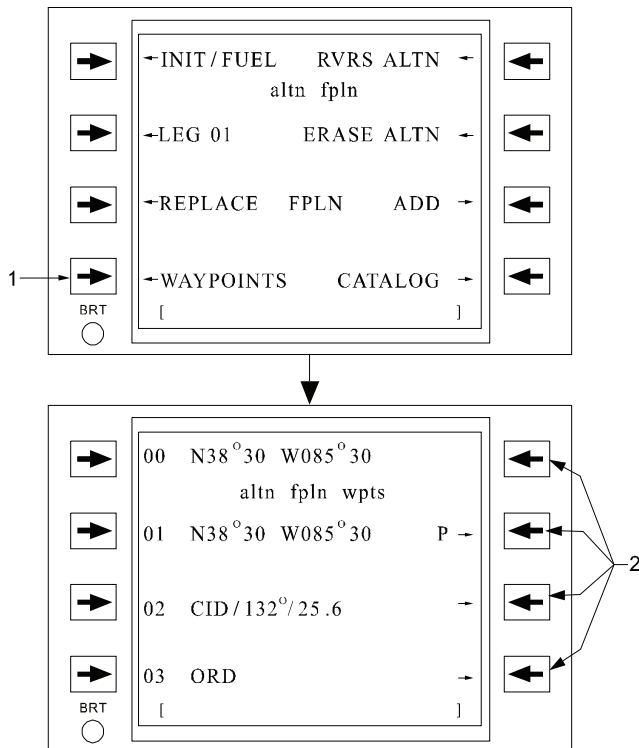 ←INIT/FUEL RVRS ALTN ←
altn fpln
←LEG 01 ERASE ALTN ←
←REPLACE FPLN ADD →
1 ←WAYPOINTS CATALOG →
BRT [ ]
00 N38°30 W085°30
altn fpln wpts
01 N38°30 W085°30 P →
2
02 CID/132°/25.6 →
03 ORD →
BRT [ ]